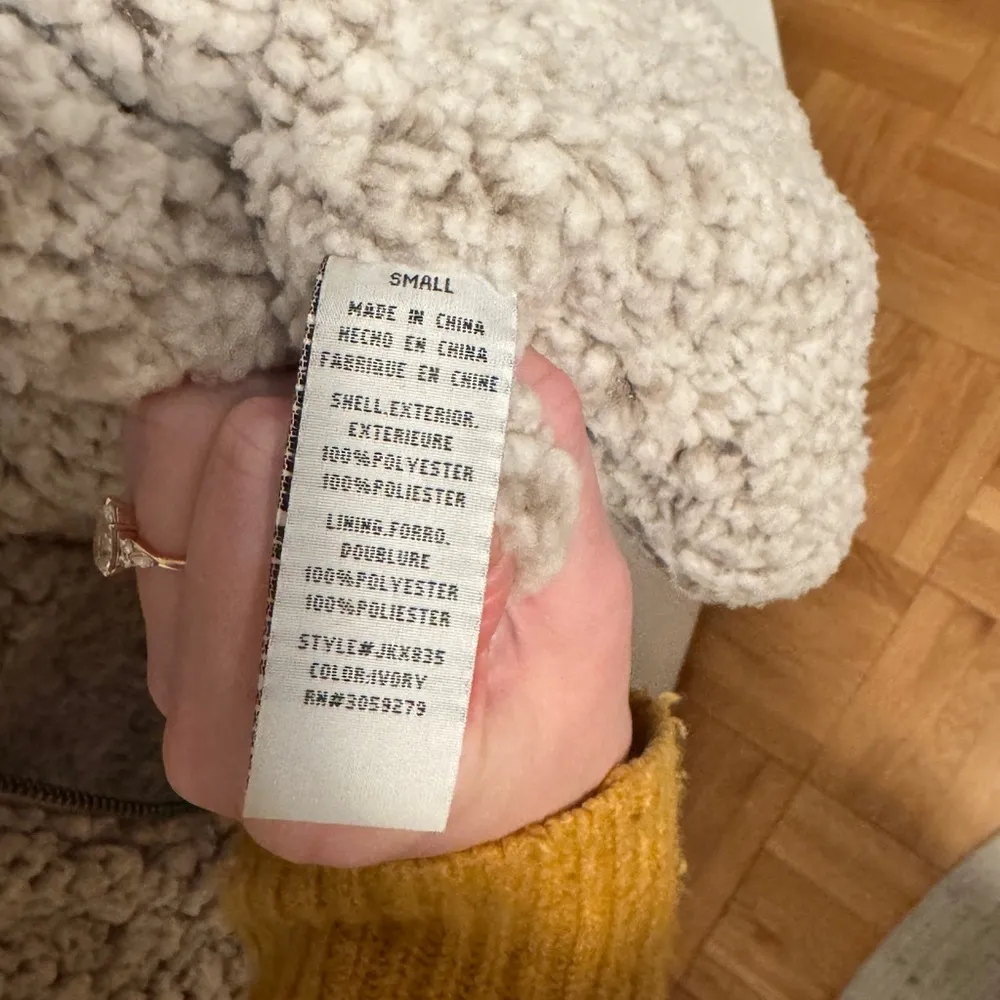 SMALL
MADE IN CHINA
HECHO EN CHINA
FABRIQUE EN CHINE
SHELL.EXTERIOR.
EXTERIEURE
100%POLYESTER
100%POLIESTER
LINING.FORRO.
DOUBLURE
100%POLYESTER
100%POLIESTER
STYLE#JKX835
COLOR:IVORY
RN#3059279